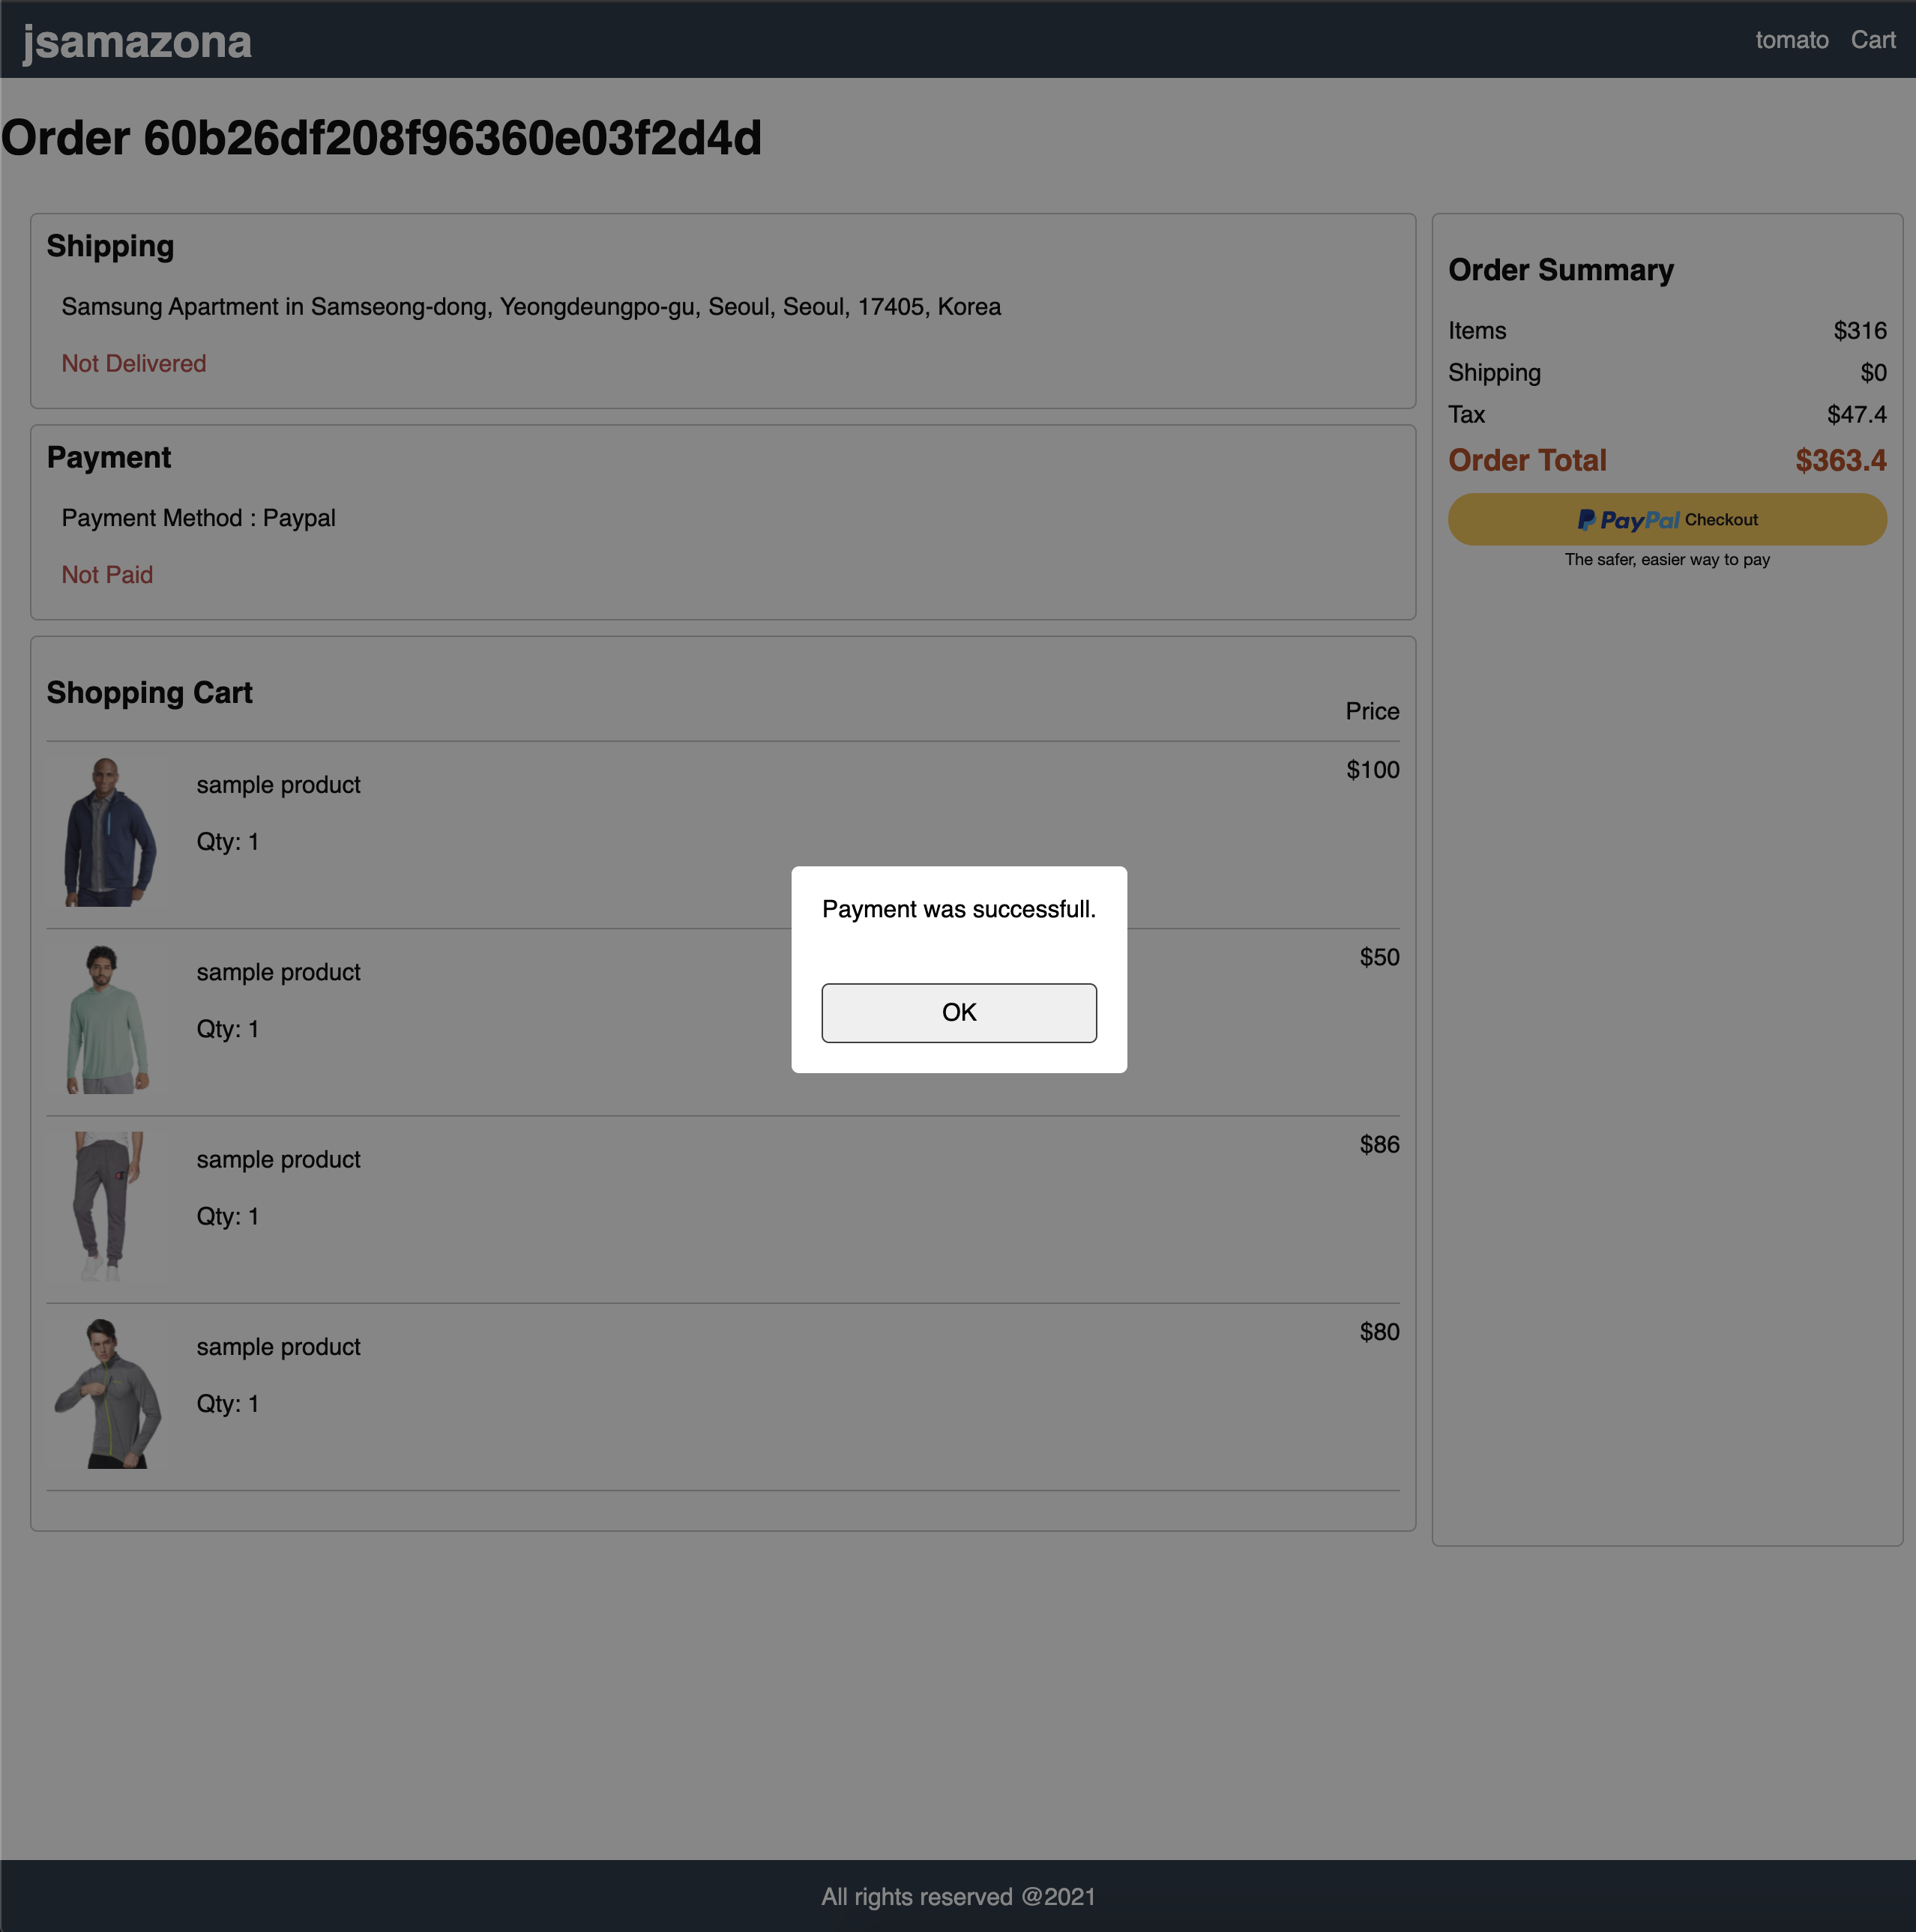 jsamazona
tomato Cart
Order 60b26df208f96360e03f2d4d
Shipping
Samsung Apartment in Samseong-dong, Yeongdeungpo-gu, Seoul, Seoul, 17405, Korea
Not Delivered
Payment
Payment Method : Paypal
Not Paid
Shopping Cart
Price
sample product
$100
Qty: 1
sample product
$50
Qty: 1
sample product
$86
Qty: 1
sample product
$80
Qty: 1
Order Summary
Items $316
Shipping $0
Tax $47.4
Order Total $363.4
PayPal Checkout
The safer, easier way to pay
Payment was successfull.
OK
All rights reserved @2021